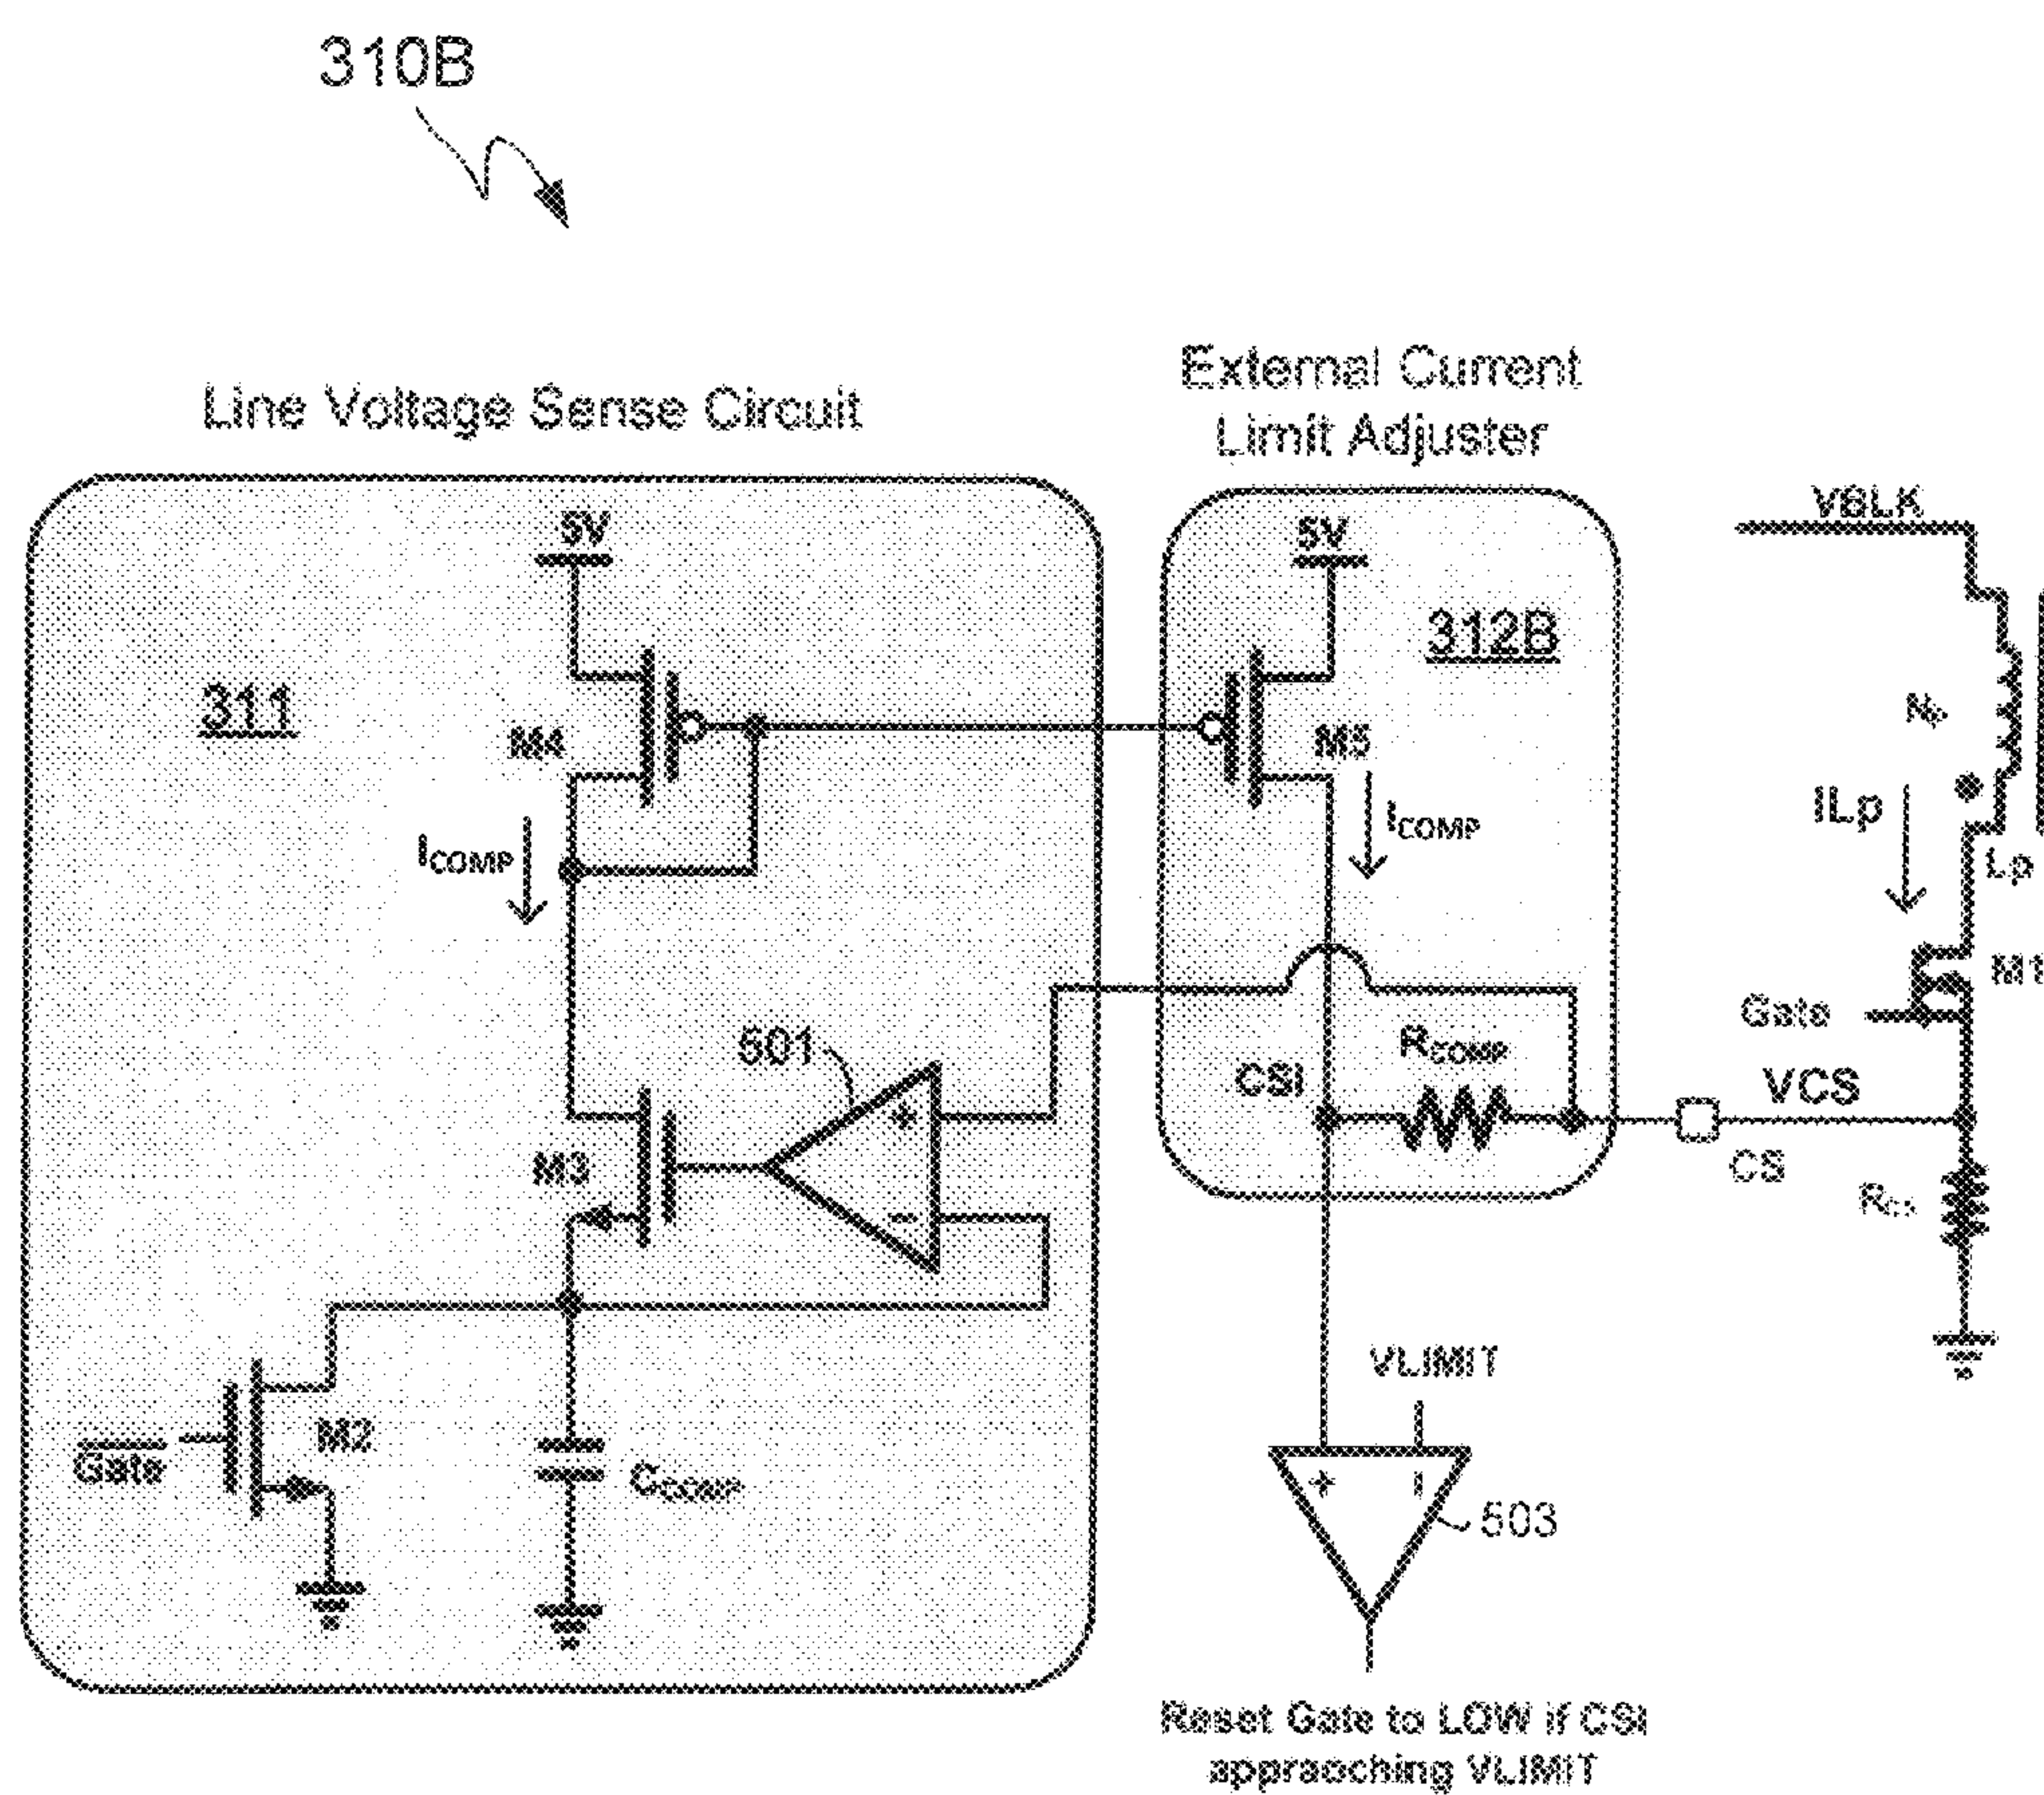 310B
Line Voltage Sense Circuit
External Current
Limit Adjuster
5V
5V
VBLK
311
312B
M4
M5
Np
ICOMP
ICOMP
ILp
Lp
M1
Gate
501
+
-
CSI
RCOMP
VCS
CS
M3
RCS
VLIMIT
Gate
M2
CCOMP
+
-
503
Reset Gate to LOW if CSI
appraoching VLIMIT